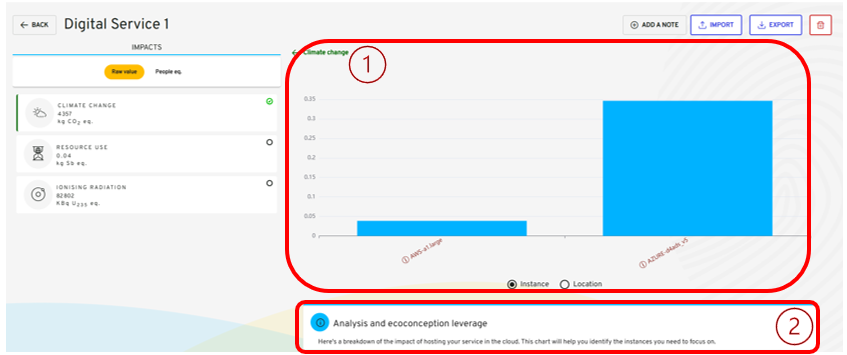 ← BACK Digital Service 1 ADD A NOTE IMPORT EXPORT
IMPACTS
Raw value People eq.
CLIMATE CHANGE
4357
kg CO2 eq.
RESOURCE USE
0.04
kg Sb eq.
IONISING RADIATION
82802
KBq U235 eq.
← Climate change
1
0.35
0.3
0.25
0.2
0.15
0.1
0.05
0
AWS-a1.large
AZURE-d4ads_v5
Instance Location
Analysis and ecoconception leverage
2
Here's a breakdown of the impact of hosting your service in the cloud. This chart will help you identify the instances you need to focus on.